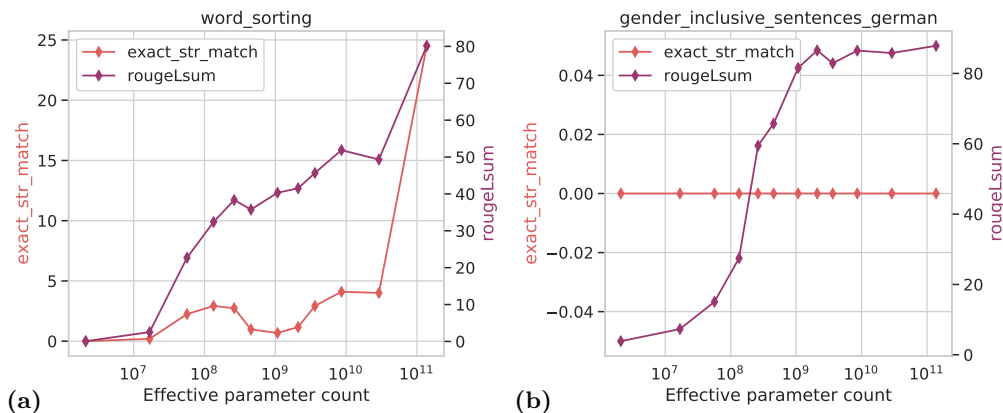 word_sorting
exact_str_match
rougeLsum
25
20
15
10
5
0
exact_str_match
80
70
60
50
40
30
20
10
0
rougeLsum
10^7
10^8
10^9
10^10
10^11
Effective parameter count
(a)
gender_inclusive_sentences_german
exact_str_match
rougeLsum
0.04
0.02
0.00
−0.02
−0.04
exact_str_match
80
60
40
20
0
rougeLsum
10^7
10^8
10^9
10^10
10^11
Effective parameter count
(b)